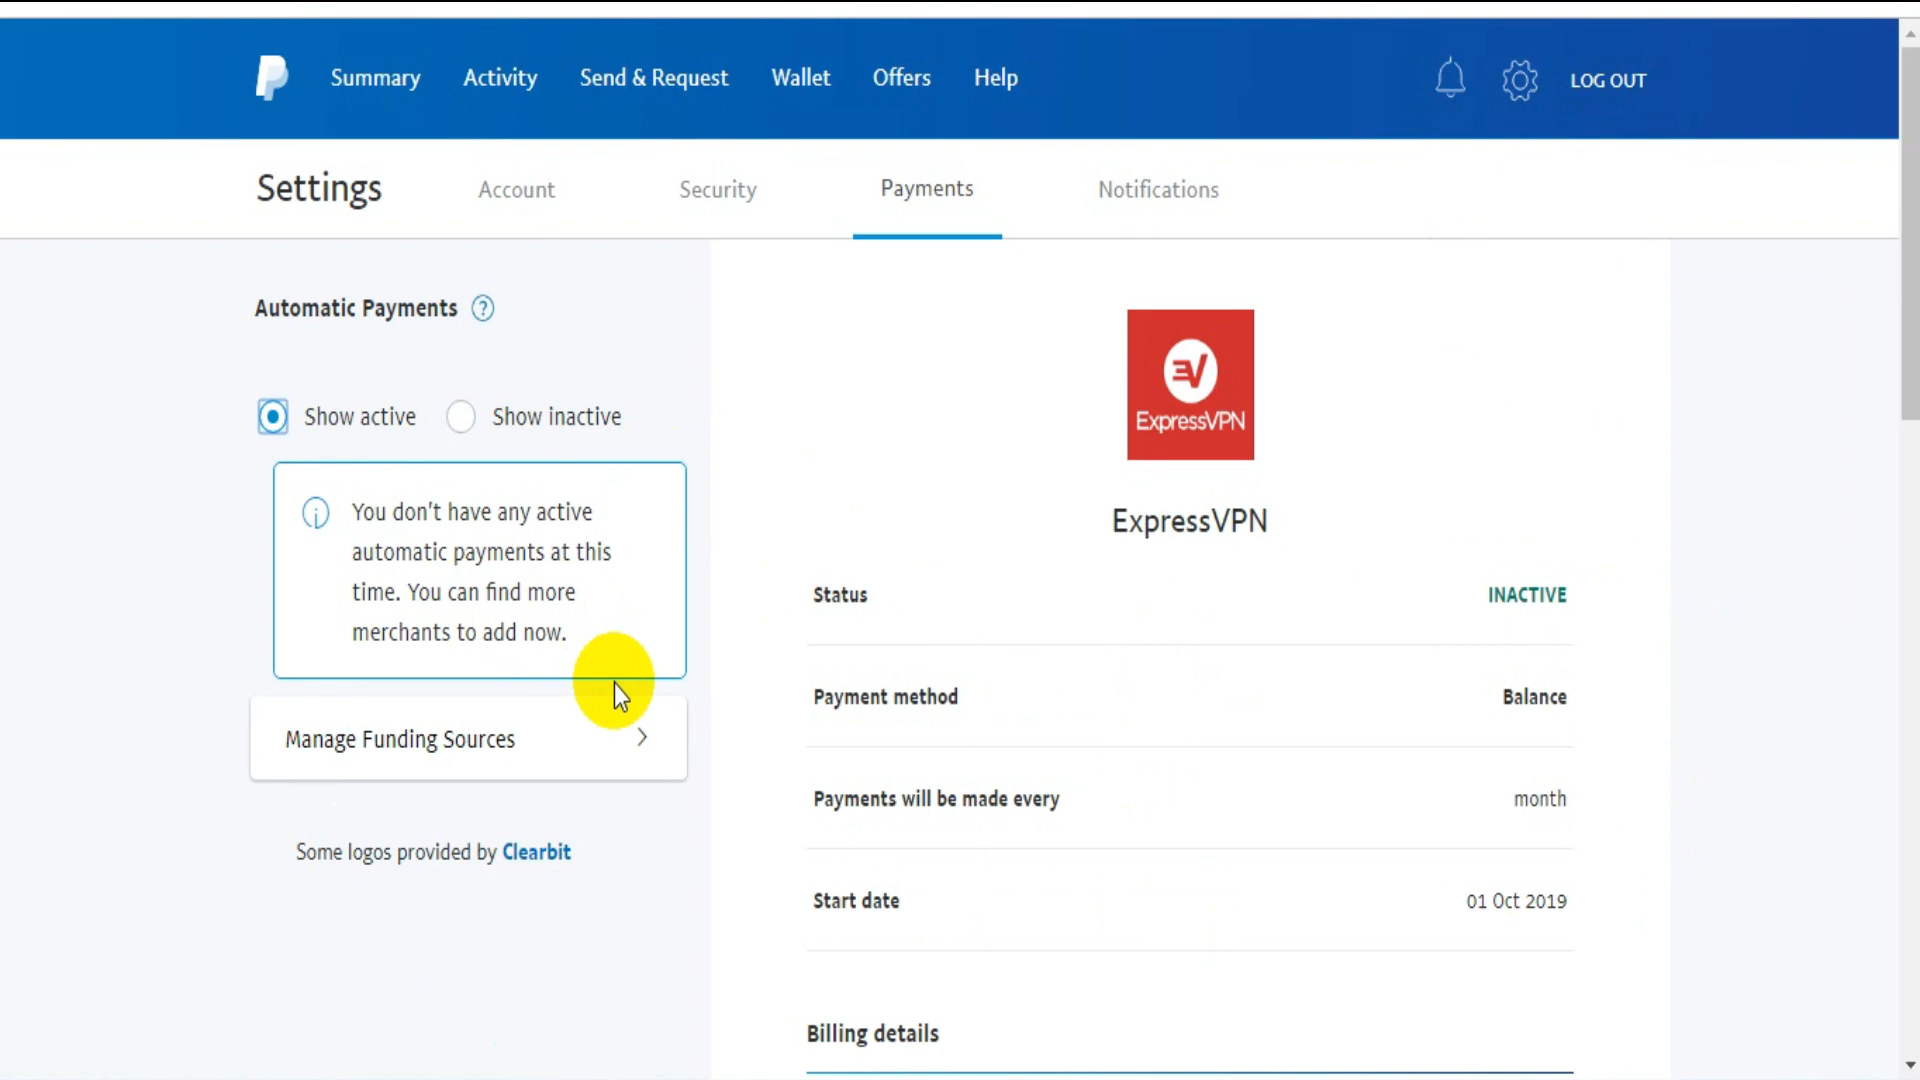 Summary Activity Send & Request Wallet Offers Help LOG OUT
Settings Account Security Payments Notifications
Automatic Payments ?
Show active Show inactive
You don't have any active
automatic payments at this
time. You can find more
merchants to add now.
Manage Funding Sources
Some logos provided by Clearbit
EV
ExpressVPN
ExpressVPN
Status INACTIVE
Payment method Balance
Payments will be made every month
Start date 01 Oct 2019
Billing details